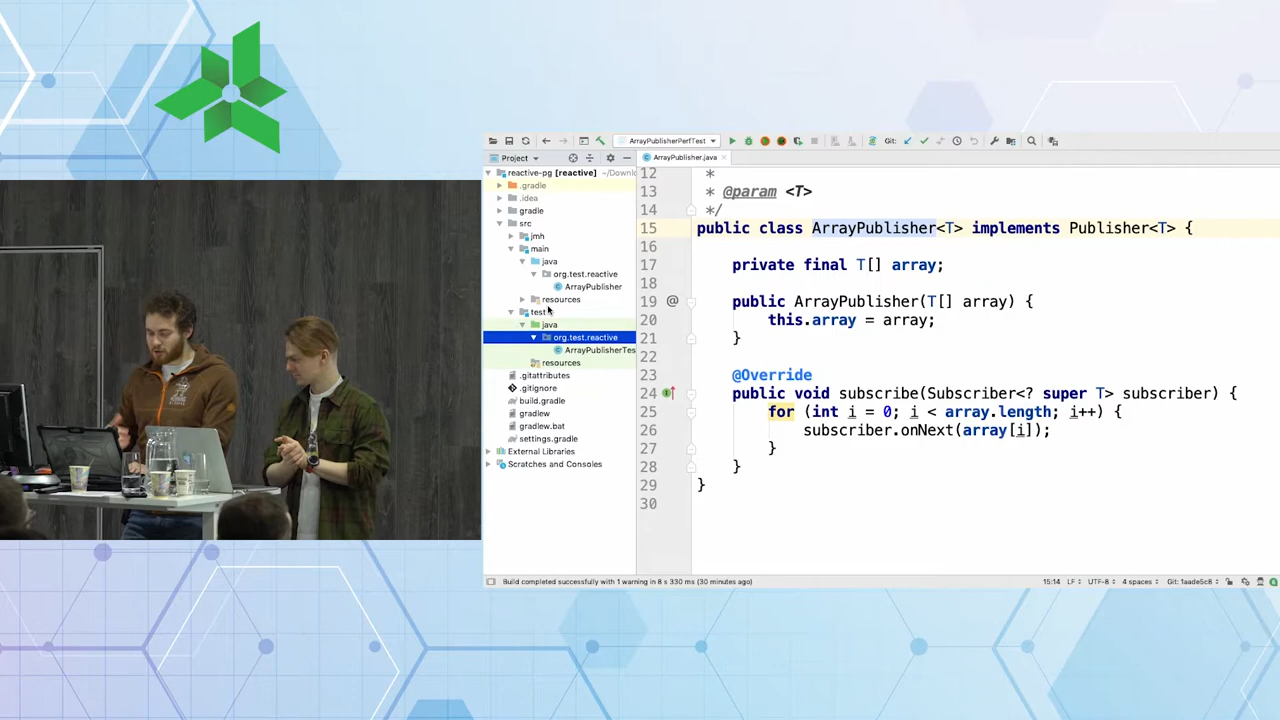 ArrayPublisherPerfTest
Git:
Project
ArrayPublisher.java
reactive-pg [reactive] ~/Downlo
.gradle
.idea
gradle
src
jmh
main
java
org.test.reactive
ArrayPublisher
resources
test
java
org.test.reactive
ArrayPublisherTes
resources
.gitattributes
.gitignore
build.gradle
gradlew
gradlew.bat
settings.gradle
External Libraries
Scratches and Consoles
12 *
13 * @param <T>
14 */
15 public class ArrayPublisher<T> implements Publisher<T> {
16
17 private final T[] array;
18
19 @ public ArrayPublisher(T[] array) {
20 this.array = array;
21 }
22
23 @Override
24 public void subscribe(Subscriber<? super T> subscriber) {
25 for (int i = 0; i < array.length; i++) {
26 subscriber.onNext(array[i]);
27 }
28 }
29 }
30
Build completed successfully with 1 warning in 8 s 330 ms (30 minutes ago)
15:14 LF UTF-8 4 spaces Git: 1aade5c8